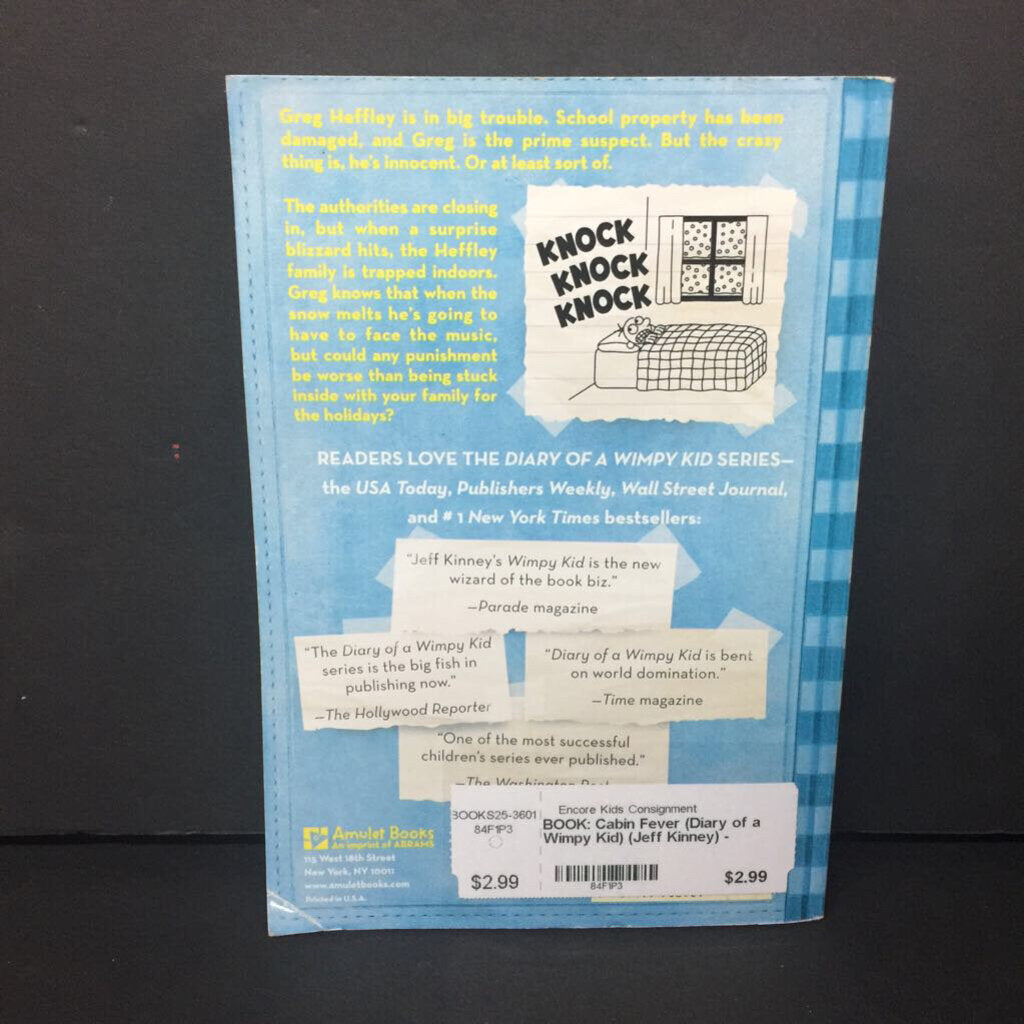 Greg Heffley is in big trouble. School property has been
damaged, and Greg is the prime suspect. But the crazy
thing is, he's innocent. Or at least sort of.
The authorities are closing
in, but when a surprise
blizzard hits, the Heffley
family is trapped indoors.
Greg knows that when the
snow melts he's going to
have to face the music,
but could any punishment
be worse than being stuck
inside with your family for
the holidays?
KNOCK
KNOCK
KNOCK
READERS LOVE THE DIARY OF A WIMPY KID SERIES—
the USA Today, Publishers Weekly, Wall Street Journal,
and #1 New York Times bestsellers:
"Jeff Kinney's Wimpy Kid is the new
wizard of the book biz."
—Parade magazine
"The Diary of a Wimpy Kid
series is the big fish in
publishing now."
—The Hollywood Reporter
"Diary of a Wimpy Kid is bent
on world domination."
—Time magazine
"One of the most successful
children's series ever published."
—The Washington Post
Amulet Books
An imprint of ABRAMS
115 West 18th Street
New York, NY 10011
www.amuletbooks.com
Printed in U.S.A.
BOOKS25-3601
84F1P3
$2.99
Encore Kids Consignment
BOOK: Cabin Fever (Diary of a
Wimpy Kid) (Jeff Kinney) -
84F1P3
$2.99